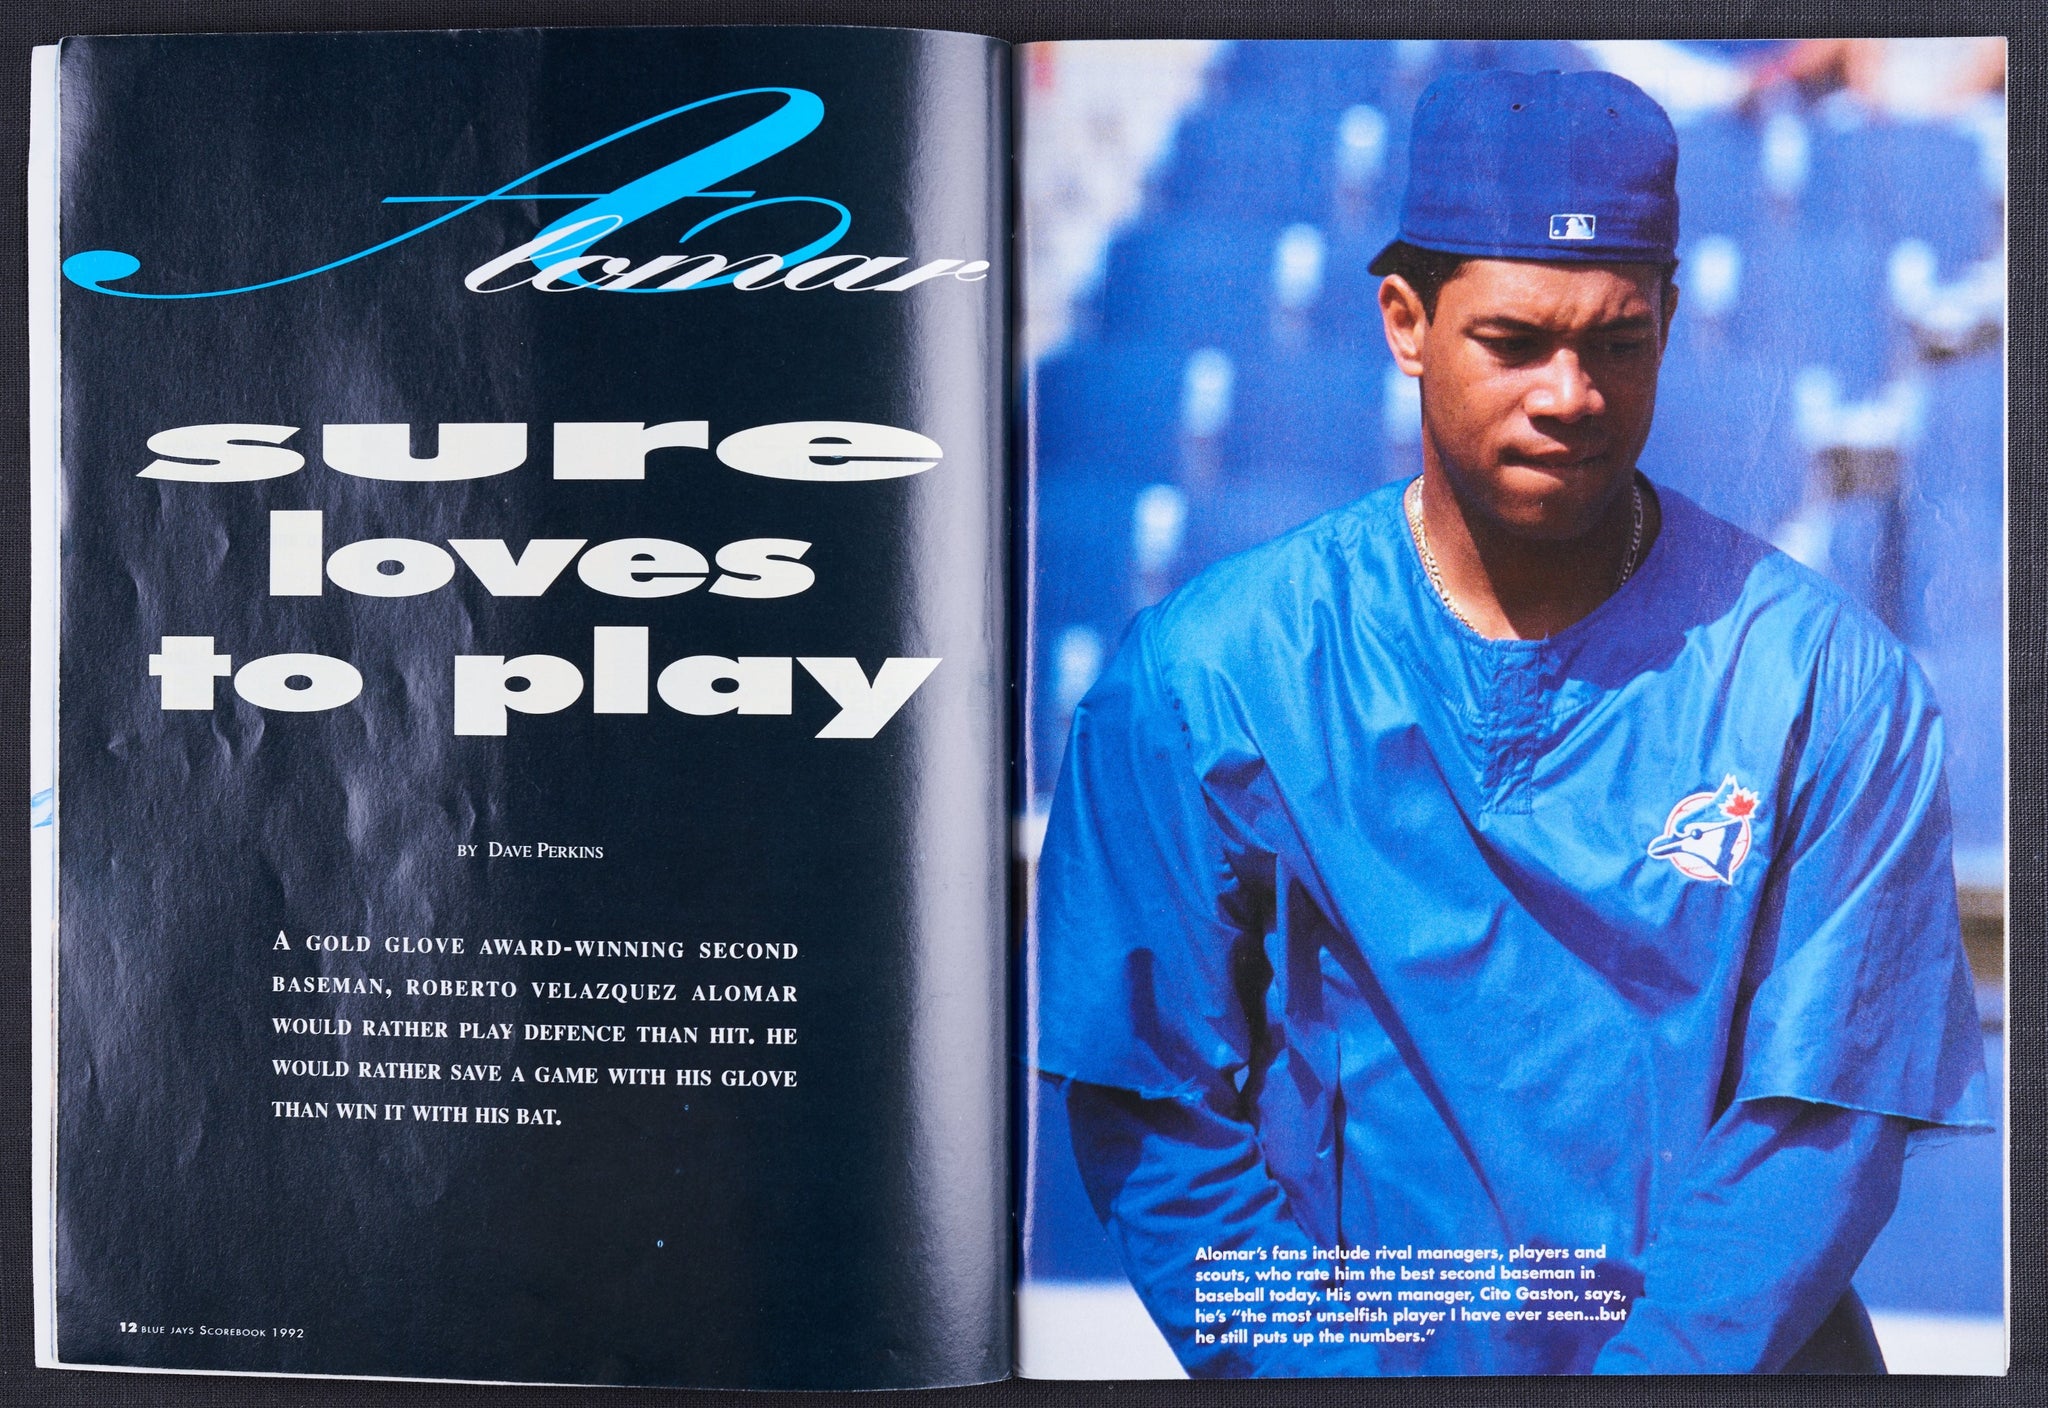 Alomar
sure
loves
to play
BY DAVE PERKINS
A GOLD GLOVE AWARD-WINNING SECOND
BASEMAN, ROBERTO VELAZQUEZ ALOMAR
WOULD RATHER PLAY DEFENCE THAN HIT. HE
WOULD RATHER SAVE A GAME WITH HIS GLOVE
THAN WIN IT WITH HIS BAT.
12 BLUE JAYS SCOREBOOK 1992
Alomar's fans include rival managers, players and
scouts, who rate him the best second baseman in
baseball today. His own manager, Cito Gaston, says,
he's "the most unselfish player I have ever seen...but
he still puts up the numbers."